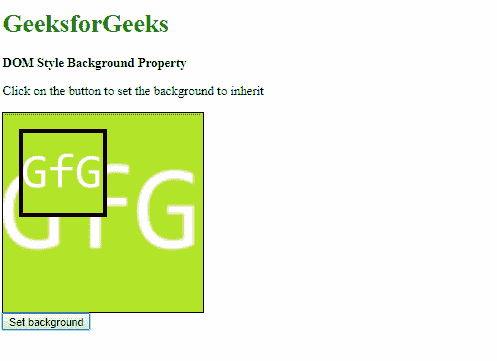 GeeksforGeeks
DOM Style Background Property
Click on the button to set the background to inherit
GfG
GfG
Set background